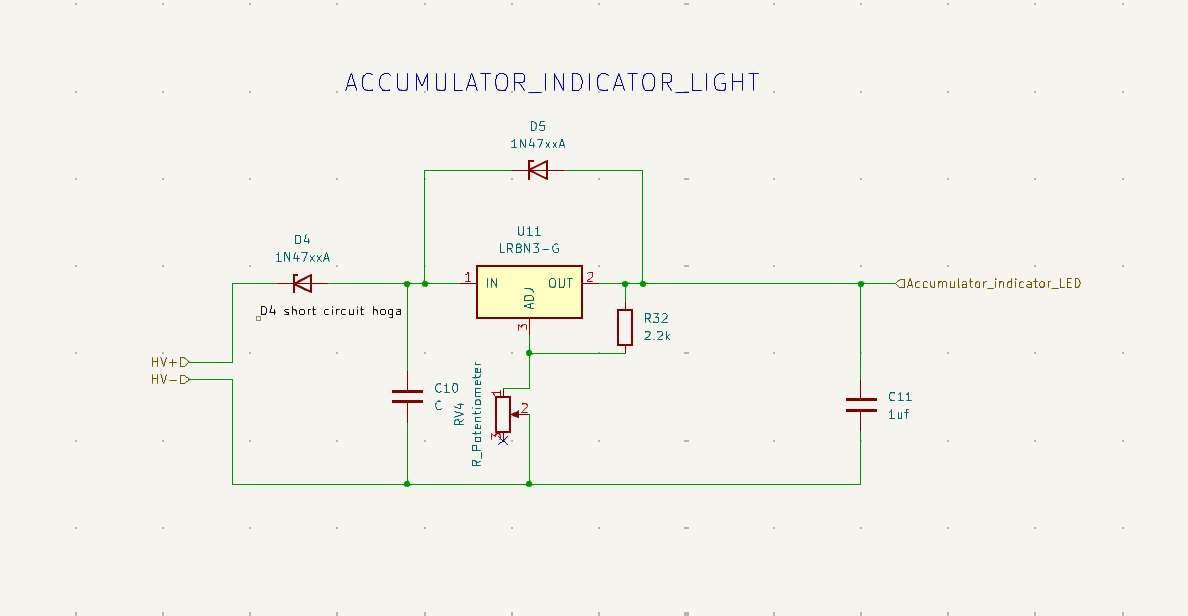 ACCUMULATOR_INDICATOR_LIGHT
D5
1N47xxA
U11
LR8N3-G
D4
1N47xxA
1
IN
OUT
2
ADJ
3
Accumulator_indicator_LED
D4 short circuit hoga
R32
2.2k
HV+
HV-
C10
C
RV4
R_Potentiometer
1
2
3
C11
1uf